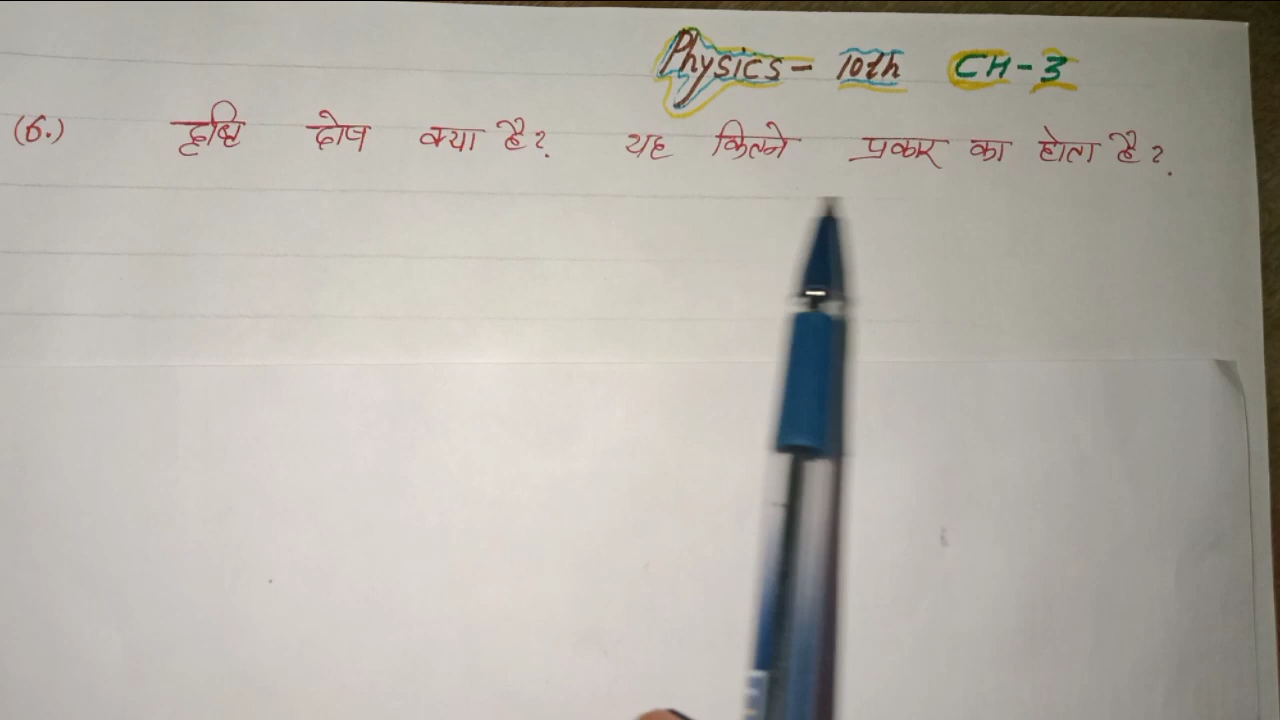 Physics - 10th CH-3
(6.) दृष्टि दोष क्या है? यह कितने प्रकार का होता है?